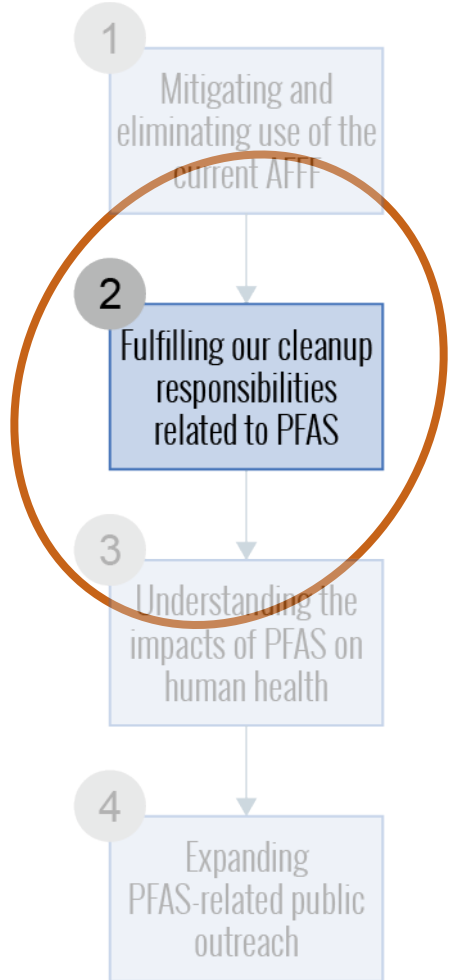 1
Mitigating and
eliminating use of the
current AFFF
2
Fulfilling our cleanup
responsibilities
related to PFAS
3
Understanding the
impacts of PFAS on
human health
4
Expanding
PFAS-related public
outreach